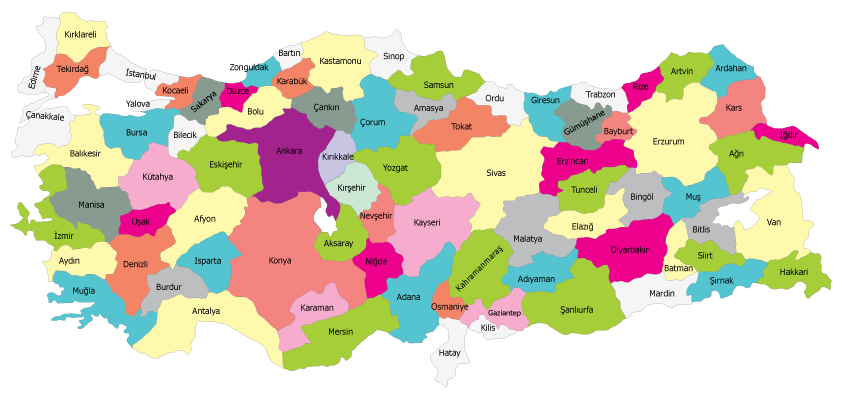 Kırklareli
Edirne
Tekirdağ
İstanbul
Kocaeli
Yalova
Sakarya
Düzce
Zonguldak
Bartın
Karabük
Kastamonu
Sinop
Samsun
Ordu
Giresun
Trabzon
Rize
Artvin
Ardahan
Kars
Iğdır
Çanakkale
Balıkesir
Bursa
Bilecik
Bolu
Çankırı
Çorum
Amasya
Tokat
Gümüşhane
Bayburt
Erzurum
Ağrı
Kütahya
Eskişehir
Ankara
Kırıkkale
Kırşehir
Yozgat
Sivas
Erzincan
Tunceli
Bingöl
Muş
Bitlis
Van
Manisa
İzmir
Uşak
Afyon
Konya
Aksaray
Nevşehir
Kayseri
Niğde
Malatya
Elazığ
Diyarbakır
Batman
Siirt
Hakkari
Şırnak
Mardin
Aydın
Denizli
Isparta
Burdur
Muğla
Antalya
Karaman
Mersin
Adana
Kahramanmaraş
Adıyaman
Osmaniye
Gaziantep
Şanlıurfa
Kilis
Hatay